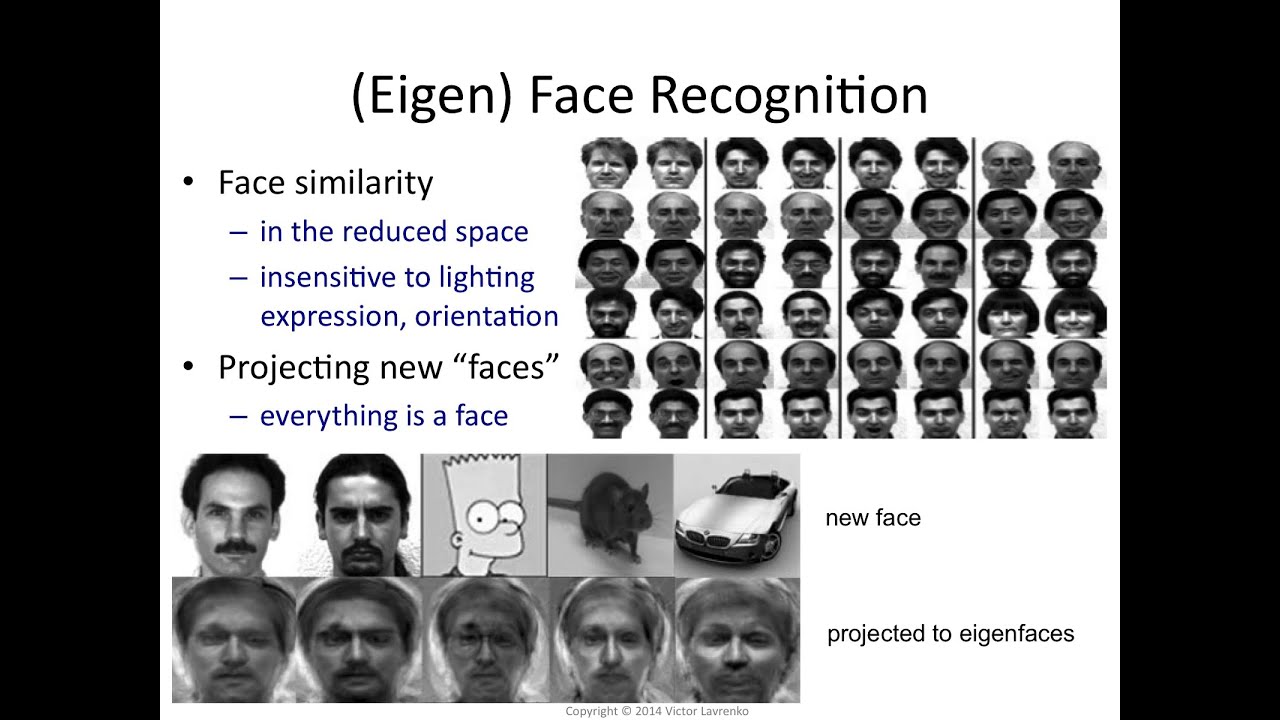 (Eigen) Face Recognition
• Face similarity
– in the reduced space
– insensitive to lighting
expression, orientation
• Projecting new “faces”
– everything is a face
new face
projected to eigenfaces
Copyright © 2014 Victor Lavrenko